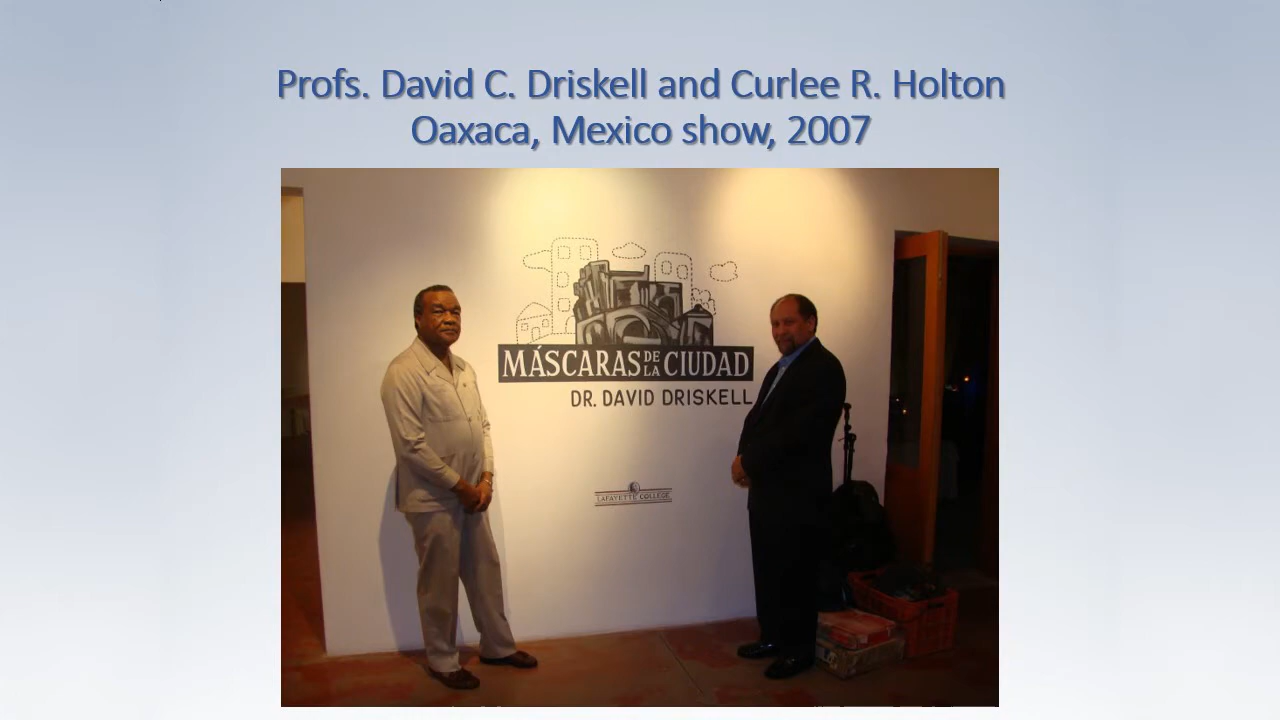 Profs. David C. Driskell and Curlee R. Holton
Oaxaca, Mexico show, 2007
MÁSCARAS DE LA CIUDAD
DR. DAVID DRISKELL
LAFAYETTE COLLEGE